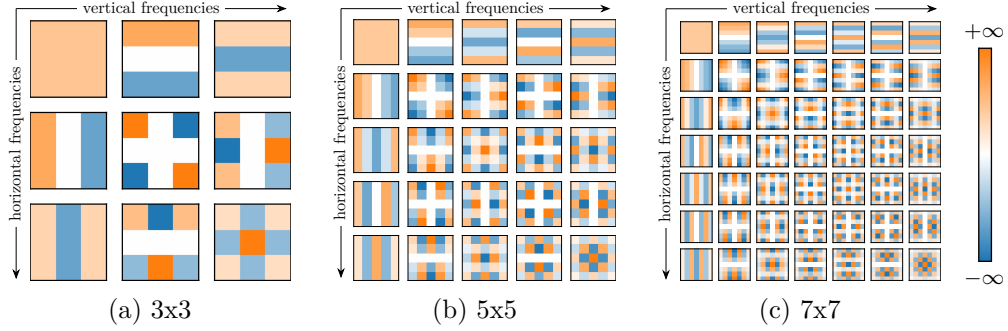 vertical frequencies
horizontal frequencies
(a) 3x3
vertical frequencies
horizontal frequencies
(b) 5x5
vertical frequencies
horizontal frequencies
(c) 7x7
+∞
−∞